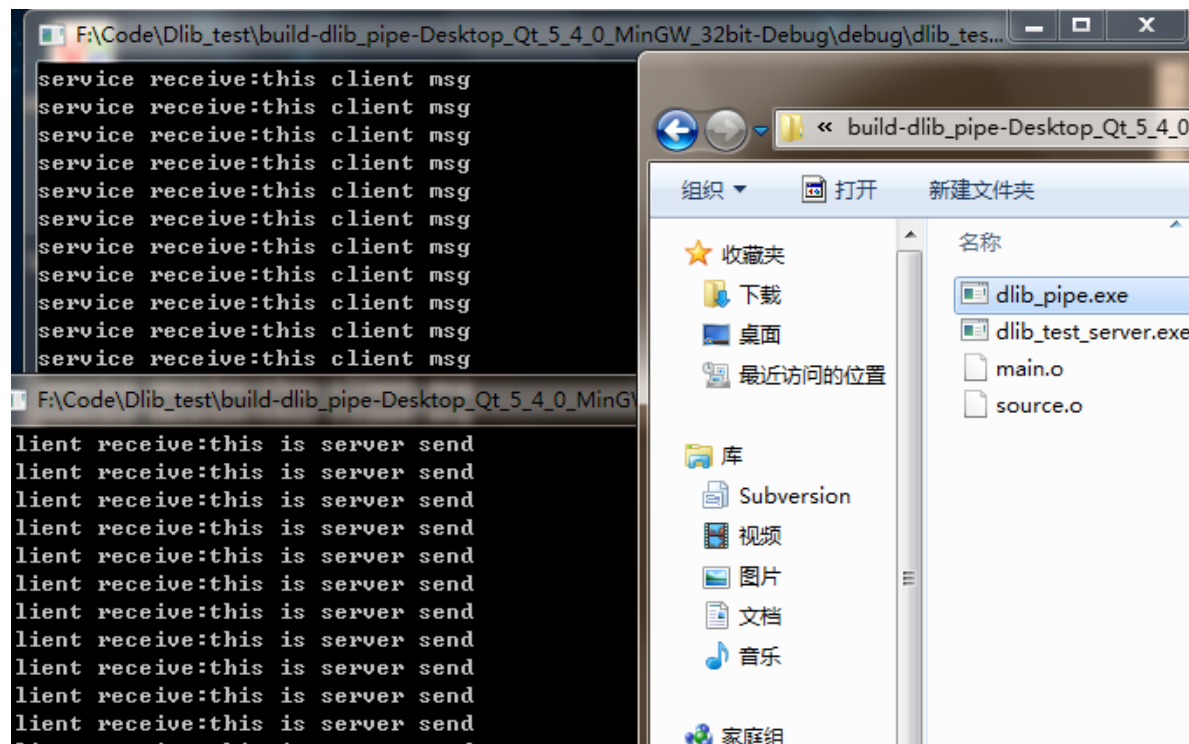 F:\Code\Dlib_test\build-dlib_pipe-Desktop_Qt_5_4_0_MinGW_32bit-Debug\debug\dlib_tes...
service receive:this client msg
service receive:this client msg
service receive:this client msg
service receive:this client msg
service receive:this client msg
service receive:this client msg
service receive:this client msg
service receive:this client msg
service receive:this client msg
service receive:this client msg
service receive:this client msg
F:\Code\Dlib_test\build-dlib_pipe-Desktop_Qt_5_4_0_MinG
lient receive:this is server send
lient receive:this is server send
lient receive:this is server send
lient receive:this is server send
lient receive:this is server send
lient receive:this is server send
lient receive:this is server send
lient receive:this is server send
lient receive:this is server send
lient receive:this is server send
lient receive:this is server send
« build-dlib_pipe-Desktop_Qt_5_4_0
组织 打开 新建文件夹
收藏夹
下载
桌面
最近访问的位置
库
Subversion
视频
图片
文档
音乐
家庭组
名称
dlib_pipe.exe
dlib_test_server.exe
main.o
source.o